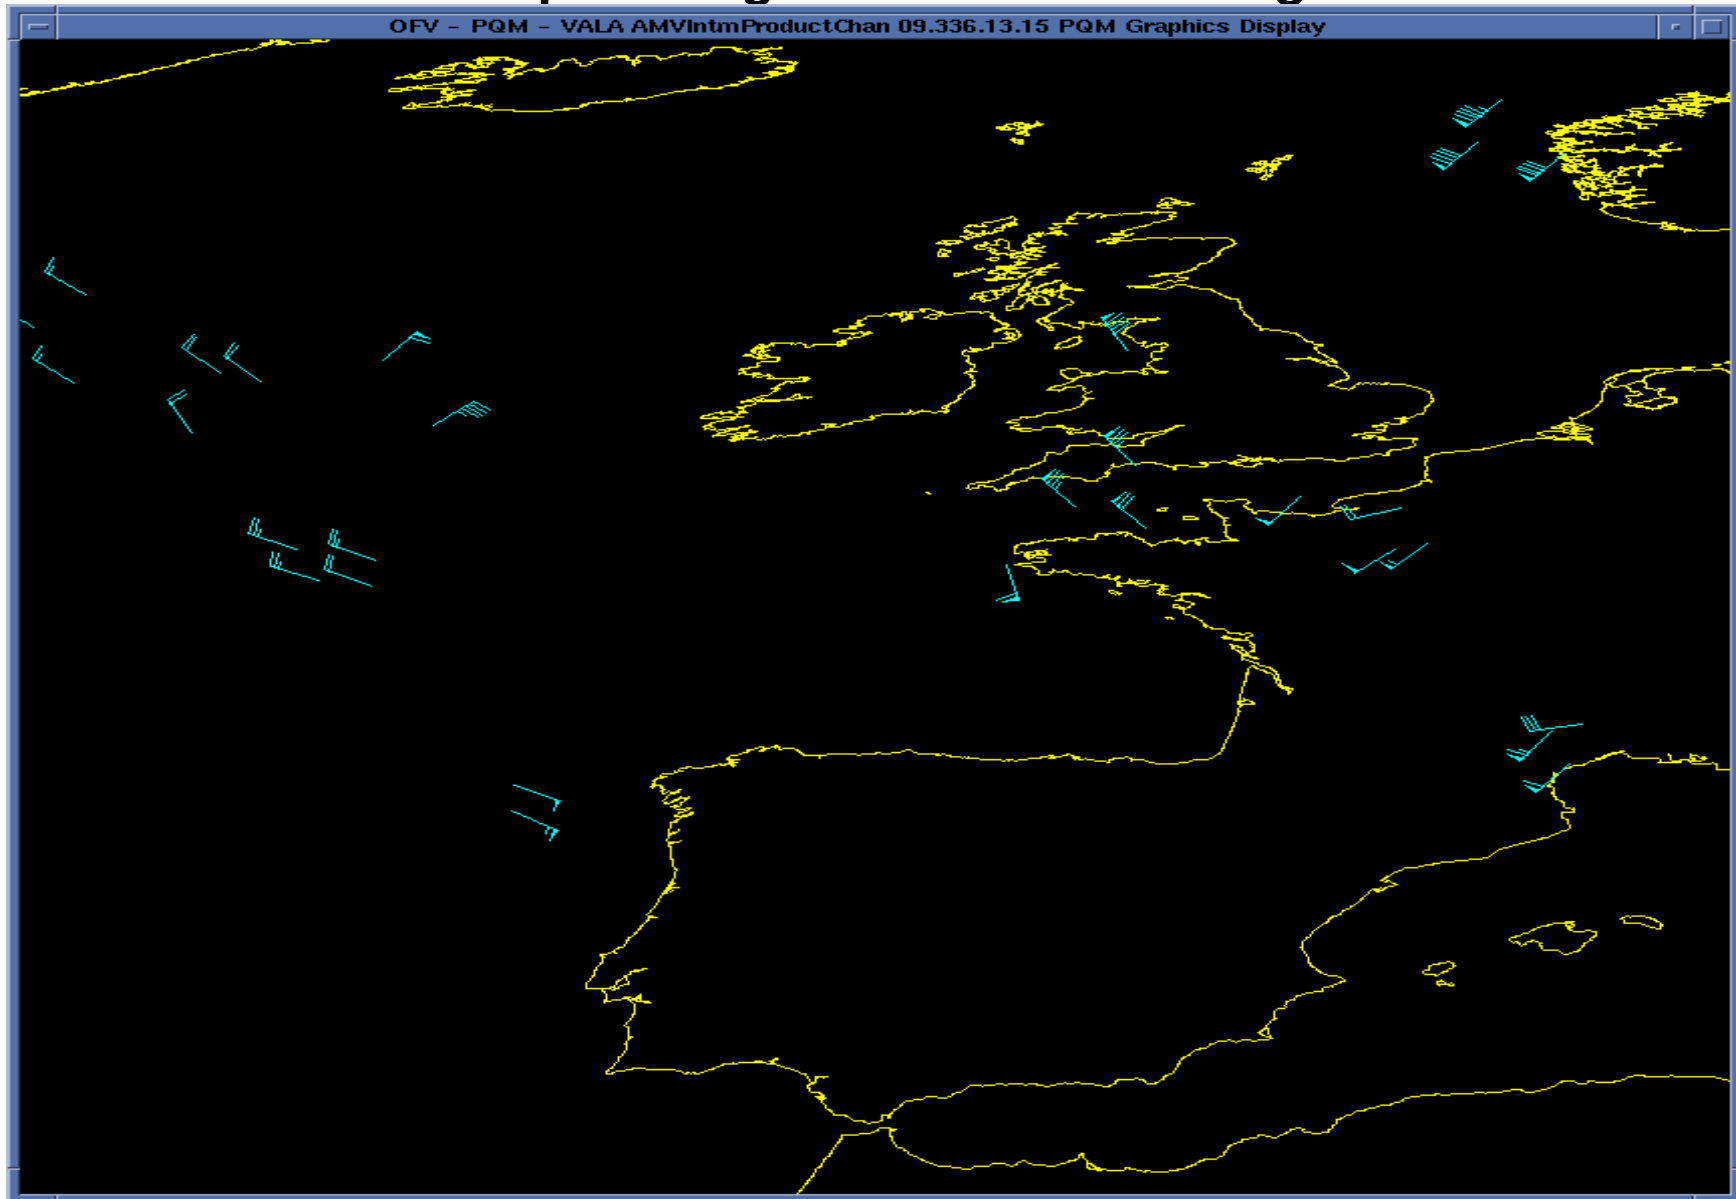 OFV - PQM - VALA AMVIntmProductChan 09.336.13.15 PQM Graphics Display